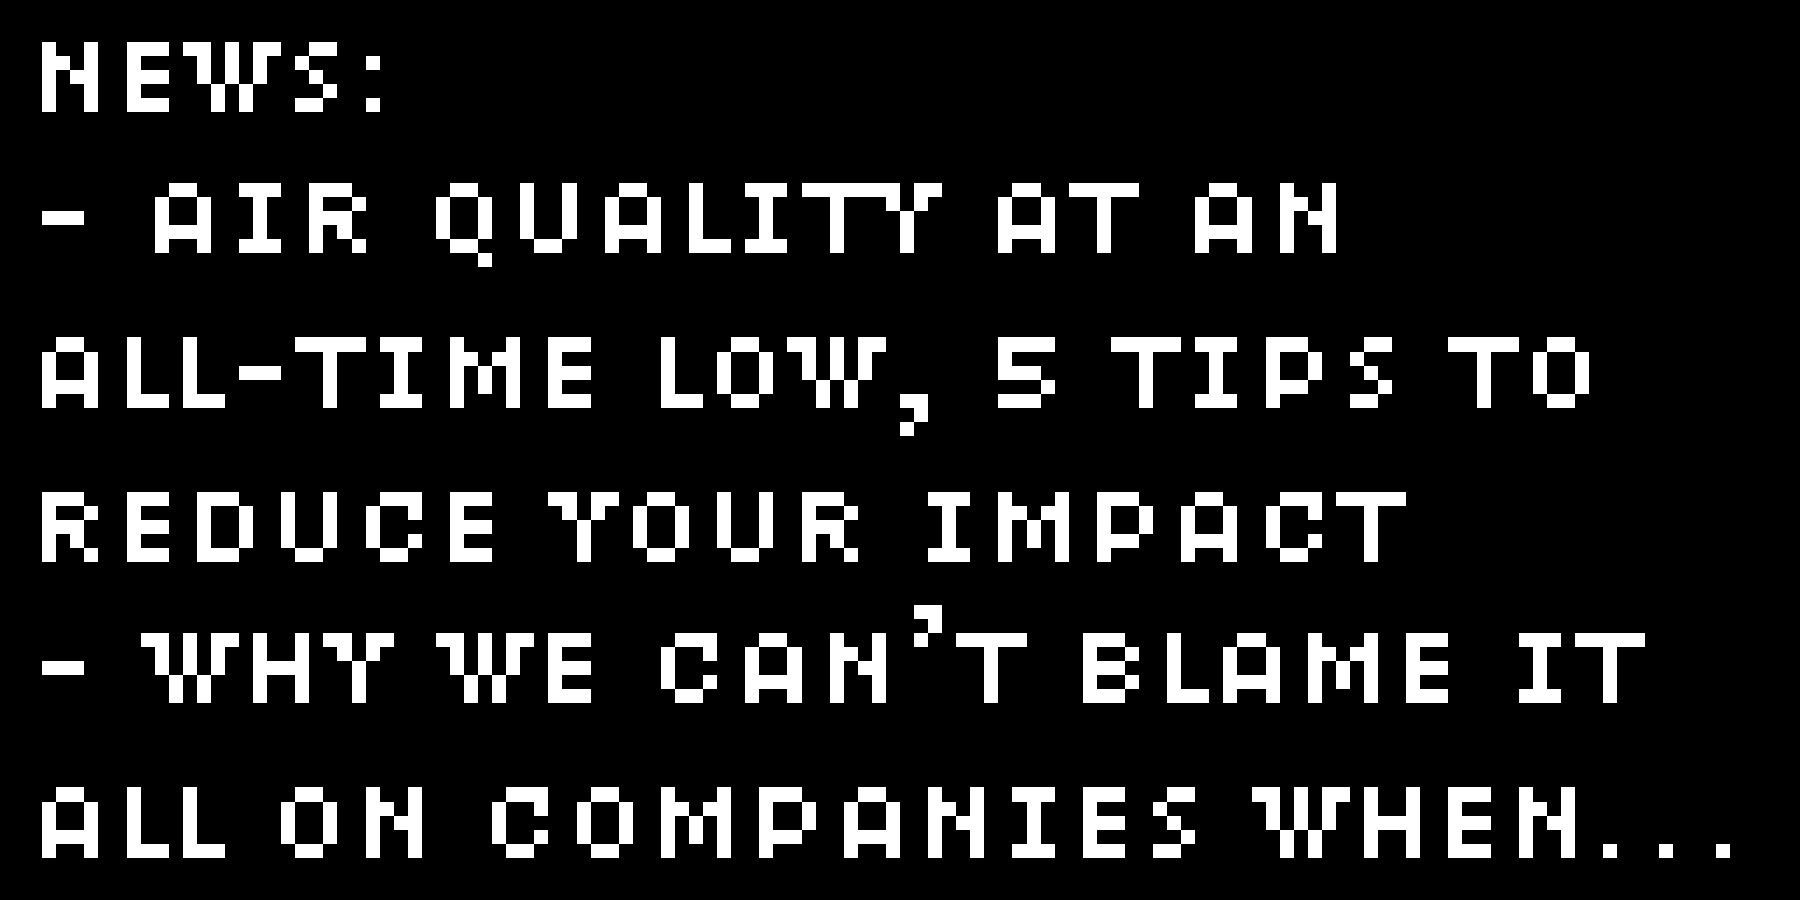 NEWS:
- AIR QUALITY AT AN
ALL-TIME LOW, 5 TIPS TO
REDUCE YOUR IMPACT
- WHY WE CAN'T BLAME IT
ALL ON COMPANIES WHEN...